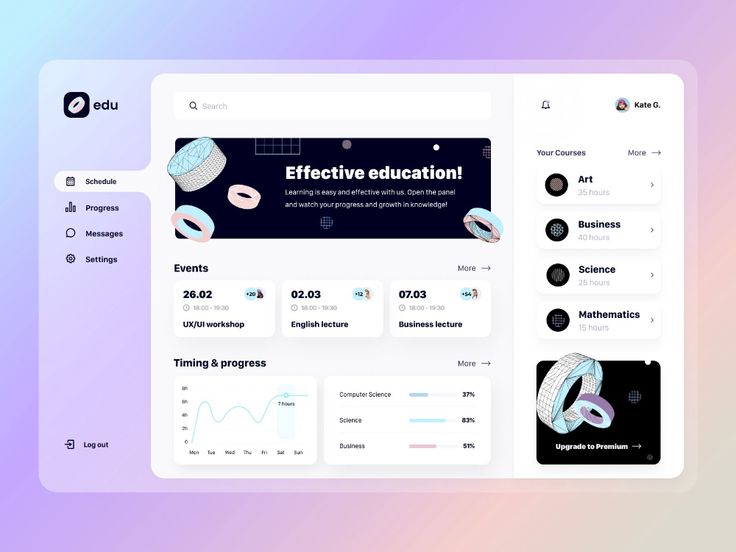 edu
Schedule
Progress
Messages
Settings
Log out
Search
Effective education!
Learning is easy and effective with us. Open the panel
and watch your progress and growth in knowledge!
Events
More
26.02
+20
18:00 - 19:30
UX/UI workshop
02.03
+12
18:00 - 19:30
English lecture
07.03
+54
18:00 - 19:30
Business lecture
Timing & progress
More
8h
6h
4h
2h
0
7 hours
Mon Tue Wed Thu Fri Sat Sun
Computer Science 37%
Science 83%
Business 51%
Kate G.
Your Courses
More
Art
35 hours
Business
40 hours
Science
25 hours
Mathematics
15 hours
Upgrade to Premium